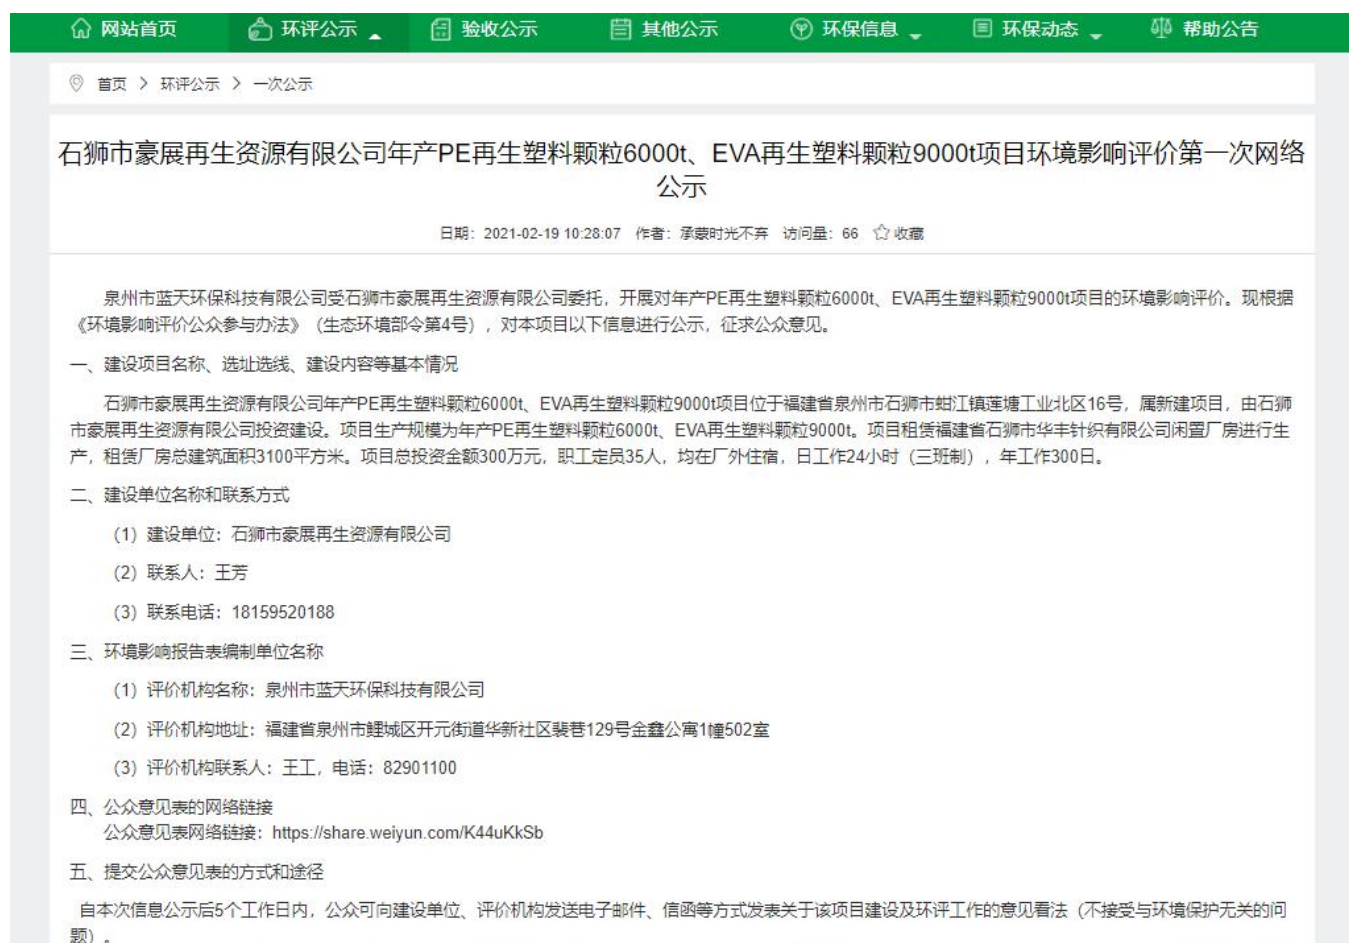 网站首页 环评公示 验收公示 其他公示 环保信息 环保动态 帮助公告
首页 > 环评公示 > 一次公示
石狮市豪展再生资源有限公司年产PE再生塑料颗粒6000t、EVA再生塑料颗粒9000t项目环境影响评价第一次网络
公示
日期：2021-02-19 10:28:07 作者：承蒙时光不弃 访问量：66 收藏
泉州市蓝天环保科技有限公司受石狮市豪展再生资源有限公司委托，开展对年产PE再生塑料颗粒6000t、EVA再生塑料颗粒9000t项目的环境影响评价。现根据
《环境影响评价公众参与办法》（生态环境部令第4号），对本项目以下信息进行公示，征求公众意见。
一、建设项目名称、选址选线、建设内容等基本情况
石狮市豪展再生资源有限公司年产PE再生塑料颗粒6000t、EVA再生塑料颗粒9000t项目位于福建省泉州市石狮市蚶江镇莲塘工业北区16号，属新建项目，由石狮
市豪展再生资源有限公司投资建设。项目生产规模为年产PE再生塑料颗粒6000t、EVA再生塑料颗粒9000t。项目租赁福建省石狮市华丰针织有限公司闲置厂房进行生
产，租赁厂房总建筑面积3100平方米。项目总投资金额300万元，职工定员35人，均在厂外住宿，日工作24小时（三班制），年工作300日。
二、建设单位名称和联系方式
（1）建设单位：石狮市豪展再生资源有限公司
（2）联系人：王芳
（3）联系电话：18159520188
三、环境影响报告表编制单位名称
（1）评价机构名称：泉州市蓝天环保科技有限公司
（2）评价机构地址：福建省泉州市鲤城区开元街道华新社区裴巷129号金鑫公寓1幢502室
（3）评价机构联系人：王工，电话：82901100
四、公众意见表的网络链接
公众意见表网络链接：https://share.weiyun.com/K44uKkSb
五、提交公众意见表的方式和途径
自本次信息公示后5个工作日内，公众可向建设单位、评价机构发送电子邮件、信函等方式发表关于该项目建设及环评工作的意见看法（不接受与环境保护无关的问
题）。